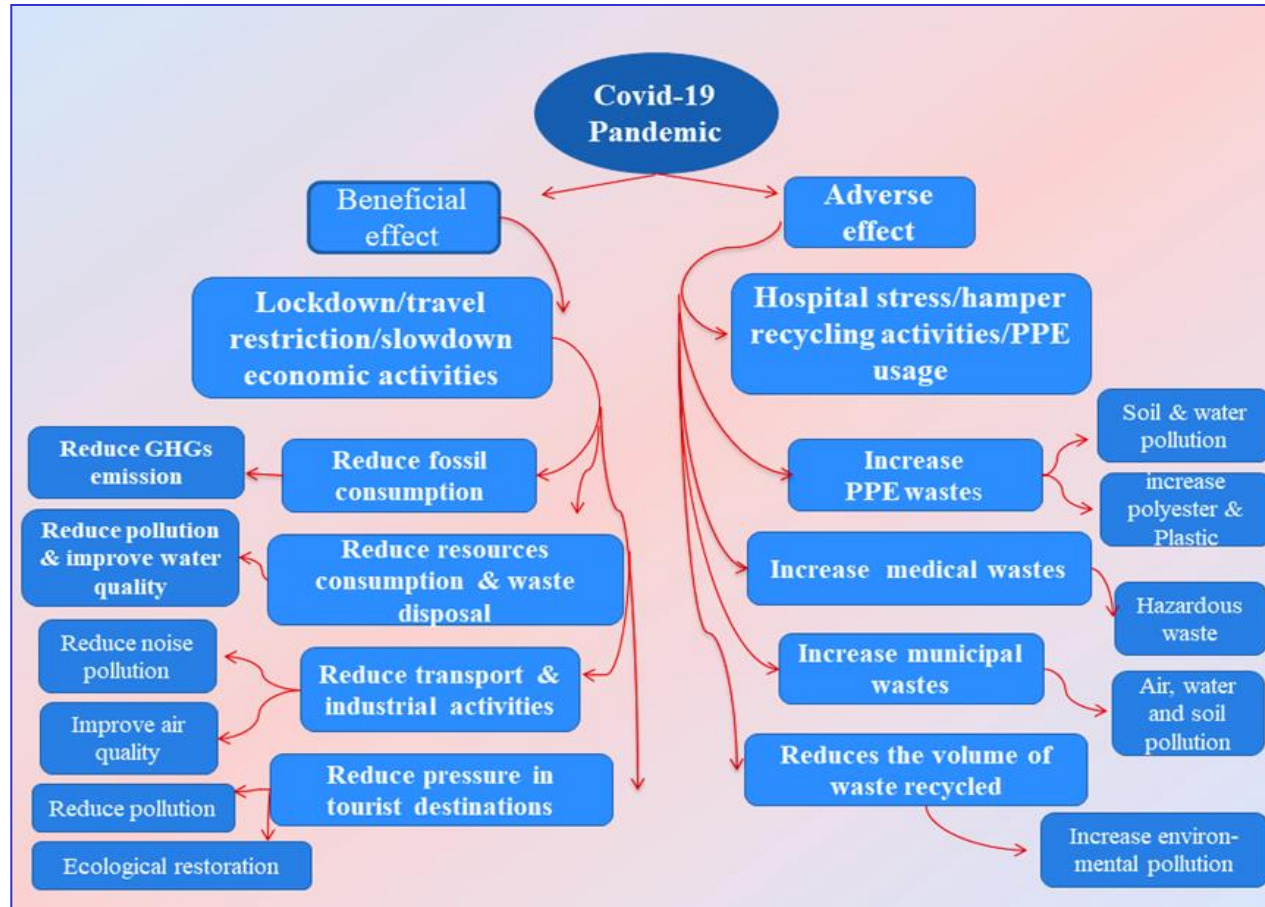 Covid-19
Pandemic
Beneficial
effect
Adverse
effect
Lockdown/travel
restriction/slowdown
economic activities
Hospital stress/hamper
recycling activities/PPE
usage
Reduce GHGs
emission
Reduce fossil
consumption
Reduce pollution
& improve water
quality
Reduce resources
consumption & waste
disposal
Reduce noise
pollution
Improve air
quality
Reduce transport &
industrial activities
Reduce pressure in
tourist destinations
Reduce pollution
Ecological restoration
Increase
PPE wastes
Soil & water
pollution
increase
polyester &
Plastic
Increase medical wastes
Hazardous
waste
Increase municipal
wastes
Air, water
and soil
pollution
Reduces the volume of
waste recycled
Increase environ-
mental pollution